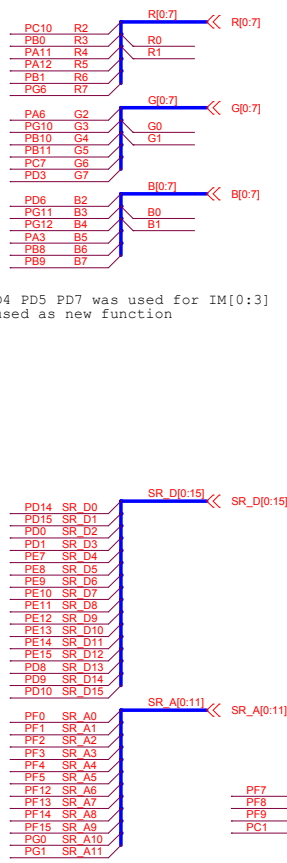 R[0:7] R[0:7]
PC10 R2
PB0 R3 R0
PA11 R4 R1
PA12 R5
PB1 R6
PG6 R7
G[0:7] G[0:7]
PA6 G2
PG10 G3 G0
PB10 G4 G1
PB11 G5
PC7 G6
PD3 G7
B[0:7] B[0:7]
PD6 B2
PG11 B3 B0
PG12 B4 B1
PA3 B5
PB8 B6
PB9 B7
D4 PD5 PD7 was used for IM[0:3]
used as new function
SR_D[0:15] SR_D[0:15]
PD14 SR_D0
PD15 SR_D1
PD0 SR_D2
PD1 SR_D3
PE7 SR_D4
PE8 SR_D5
PE9 SR_D6
PE10 SR_D7
PE11 SR_D8
PE12 SR_D9
PE13 SR_D10
PE14 SR_D11
PE15 SR_D12
PD8 SR_D13
PD9 SR_D14
PD10 SR_D15
SR_A[0:11] SR_A[0:11]
PF0 SR_A0
PF1 SR_A1
PF2 SR_A2
PF3 SR_A3
PF4 SR_A4
PF5 SR_A5
PF12 SR_A6
PF13 SR_A7
PF14 SR_A8
PF15 SR_A9
PG0 SR_A10
PG1 SR_A11
PF7
PF8
PF9
PC1